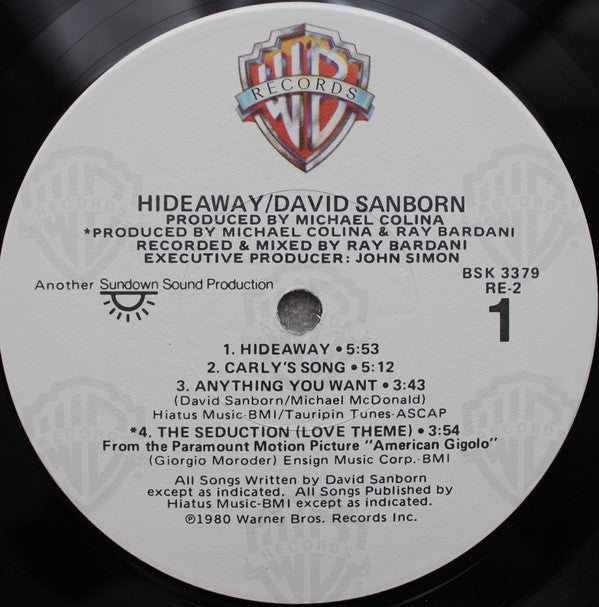 WB
RECORDS
HIDEAWAY/DAVID SANBORN
PRODUCED BY MICHAEL COLINA
*PRODUCED BY MICHAEL COLINA & RAY BARDANI
RECORDED & MIXED BY RAY BARDANI
EXECUTIVE PRODUCER: JOHN SIMON
BSK 3379
RE-2
1
Another Sundown Sound Production
1. HIDEAWAY • 5:53
2. CARLY'S SONG • 5:12
3. ANYTHING YOU WANT • 3:43
(David Sanborn/Michael McDonald)
Hiatus Music-BMI/Tauripin Tunes-ASCAP
*4. THE SEDUCTION (LOVE THEME) • 3:54
From the Paramount Motion Picture "American Gigolo"
(Giorgio Moroder) Ensign Music Corp.-BMI
All Songs Written by David Sanborn
except as indicated. All Songs Published by
Hiatus Music-BMI except as indicated.
℗1980 Warner Bros. Records Inc.